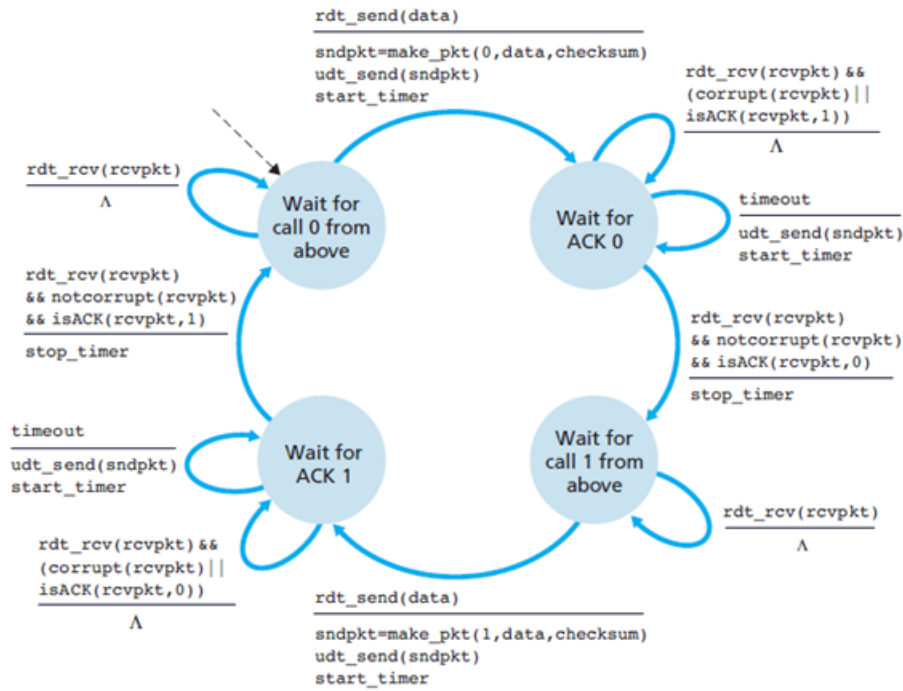 rdt_send(data)
sndpkt=make_pkt(0,data,checksum)
udt_send(sndpkt)
start_timer
rdt_rcv(rcvpkt) &&
(corrupt(rcvpkt)||
isACK(rcvpkt,1))
Λ
rdt_rcv(rcvpkt)
Λ
Wait for
call 0 from
above
Wait for
ACK 0
timeout
udt_send(sndpkt)
start_timer
rdt_rcv(rcvpkt)
&& notcorrupt(rcvpkt)
&& isACK(rcvpkt,1)
stop_timer
rdt_rcv(rcvpkt)
&& notcorrupt(rcvpkt)
&& isACK(rcvpkt,0)
stop_timer
timeout
udt_send(sndpkt)
start_timer
Wait for
ACK 1
Wait for
call 1 from
above
rdt_rcv(rcvpkt)
Λ
rdt_rcv(rcvpkt) &&
(corrupt(rcvpkt)||
isACK(rcvpkt,0))
Λ
rdt_send(data)
sndpkt=make_pkt(1,data,checksum)
udt_send(sndpkt)
start_timer